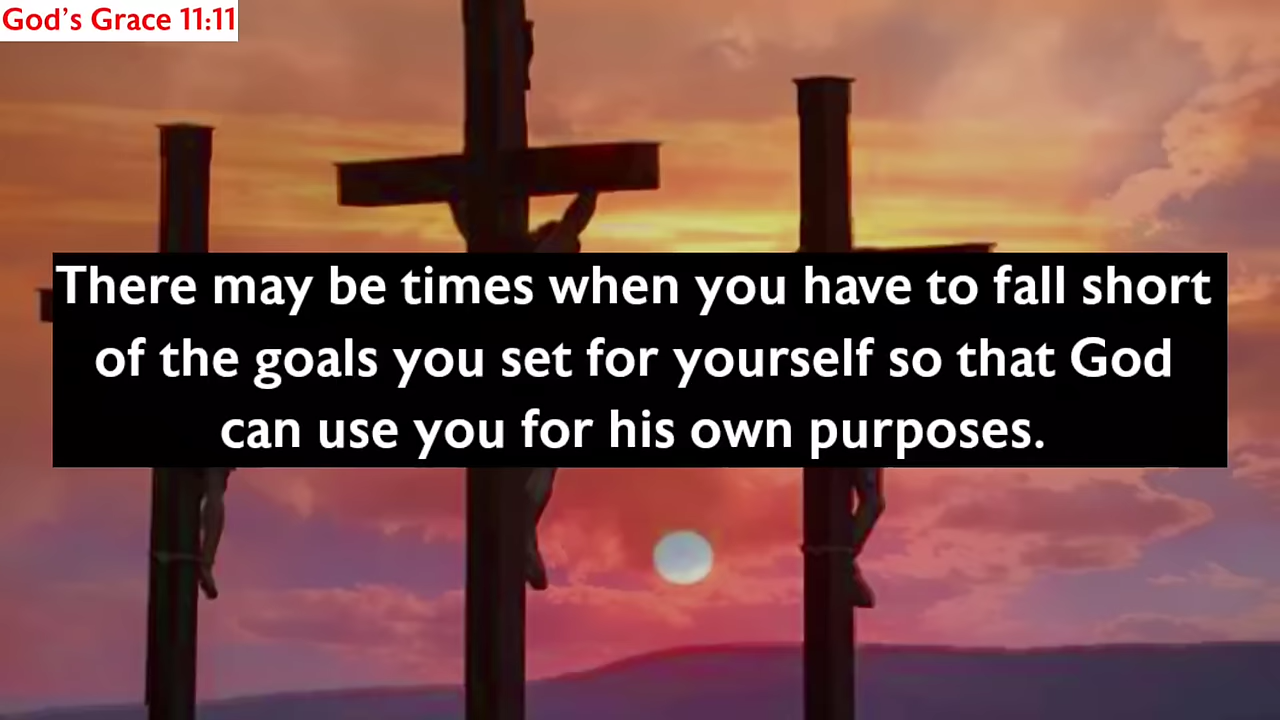 God's Grace 11:11
There may be times when you have to fall short
of the goals you set for yourself so that God
can use you for his own purposes.